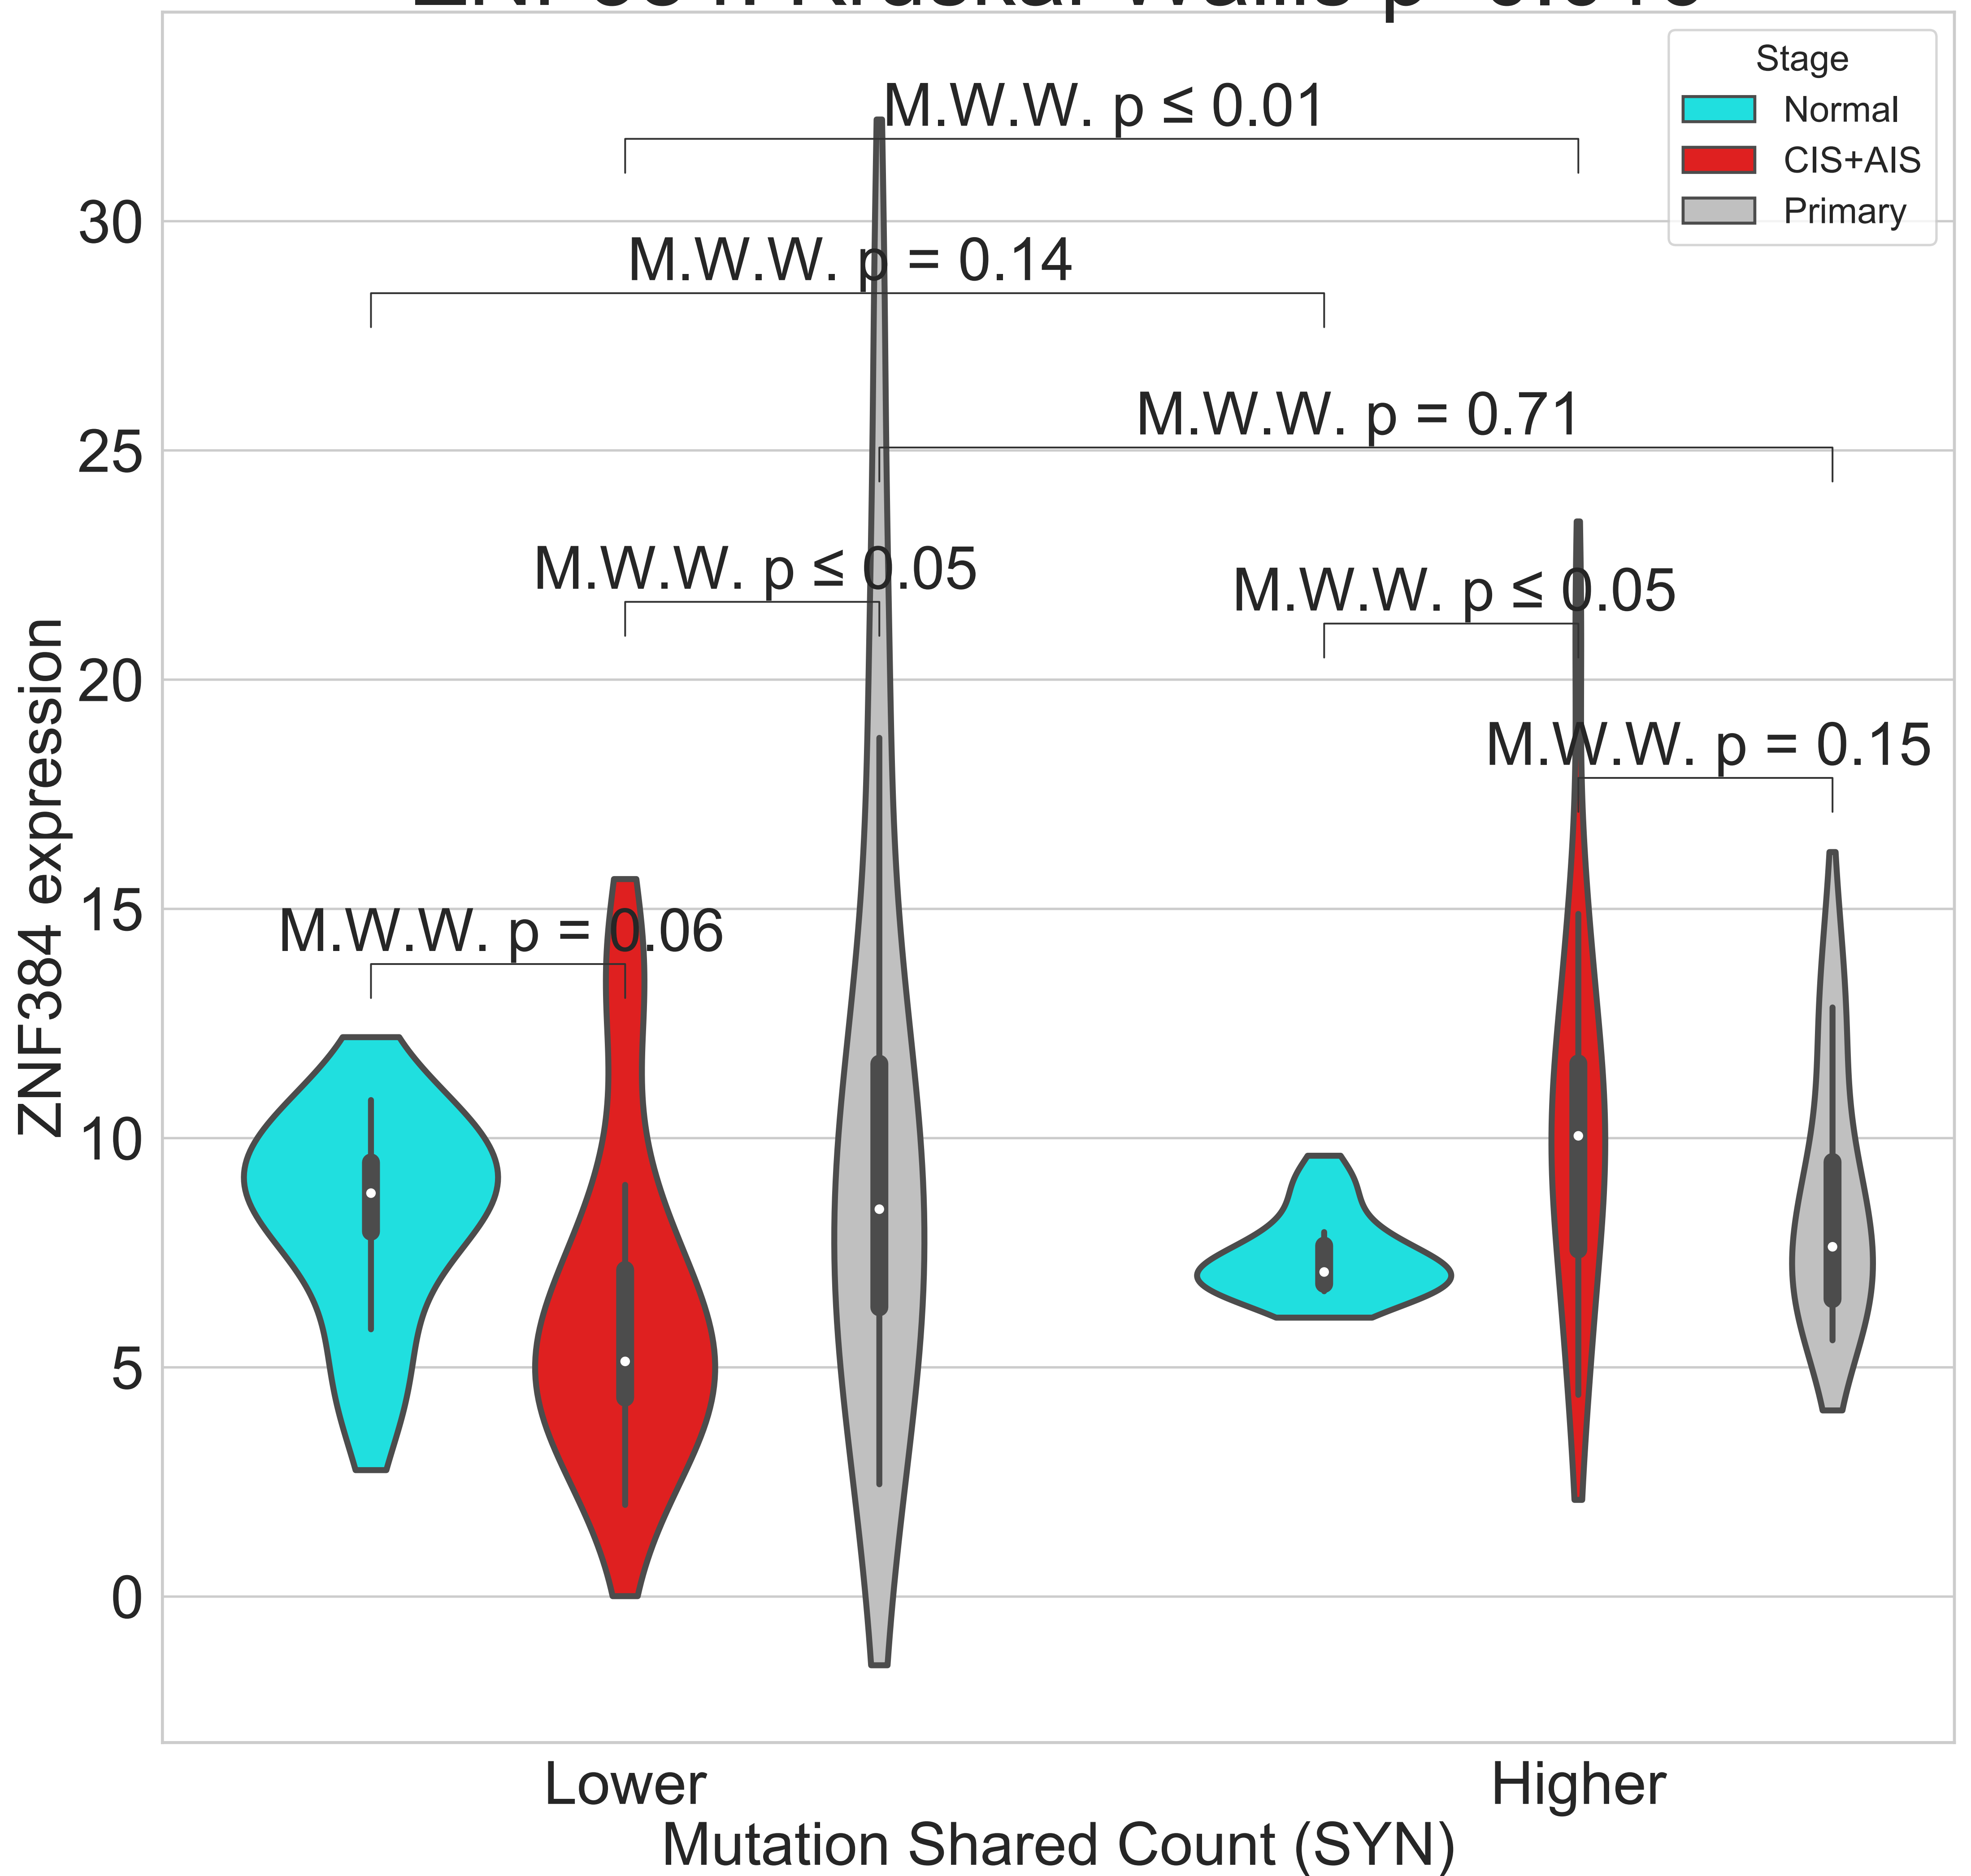 Stage
Normal
CIS+AIS
Primary
M.W.W. p ≤ 0.01
M.W.W. p = 0.14
M.W.W. p = 0.71
M.W.W. p ≤ 0.05
M.W.W. p ≤ 0.05
M.W.W. p = 0.15
M.W.W. p = 0.06
30
25
20
15
10
5
0
ZNF384 expression
Lower
Higher
Mutation Shared Count (SYN)